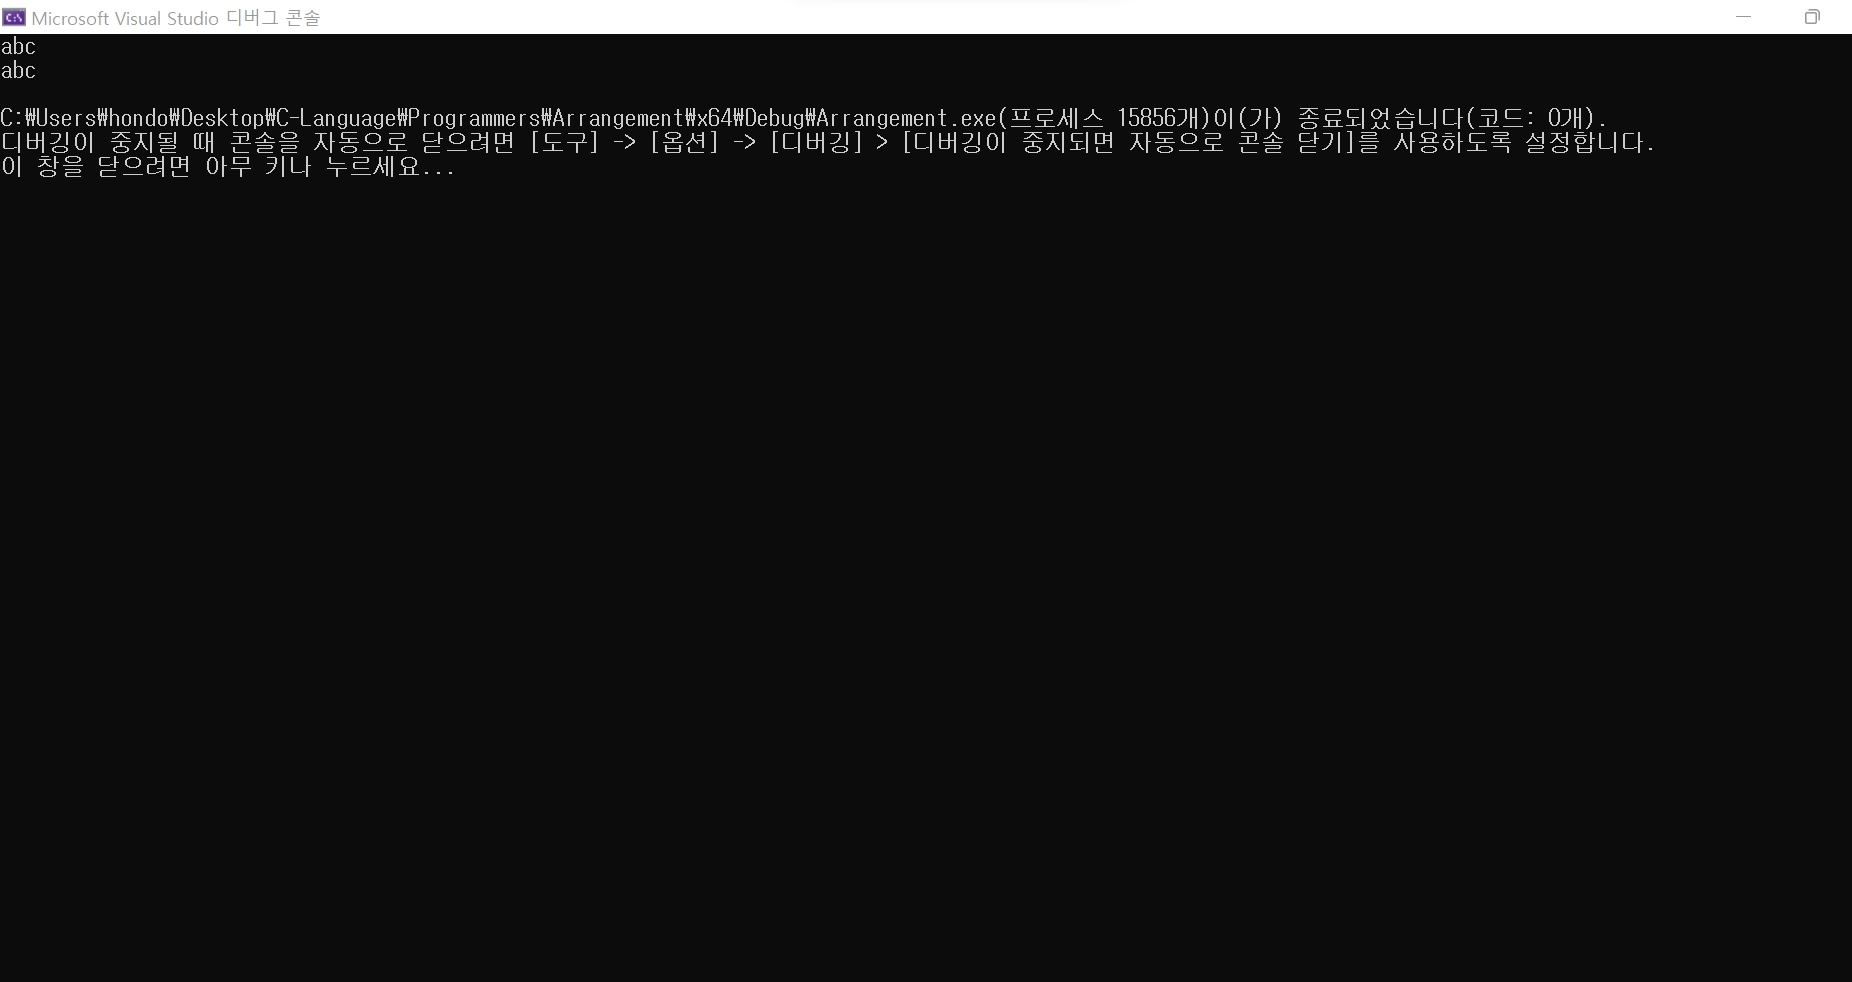 Microsoft Visual Studio 디버그 콘솔
abc
abc
C:₩Users₩hondo₩Desktop₩C-Language₩Programmers₩Arrangement₩x64₩Debug₩Arrangement.exe(프로세스 15856개)이(가) 종료되었습니다(코드: 0개).
디버깅이 중지될 때 콘솔을 자동으로 닫으려면 [도구] -> [옵션] -> [디버깅] > [디버깅이 중지되면 자동으로 콘솔 닫기]를 사용하도록 설정합니다.
이 창을 닫으려면 아무 키나 누르세요...